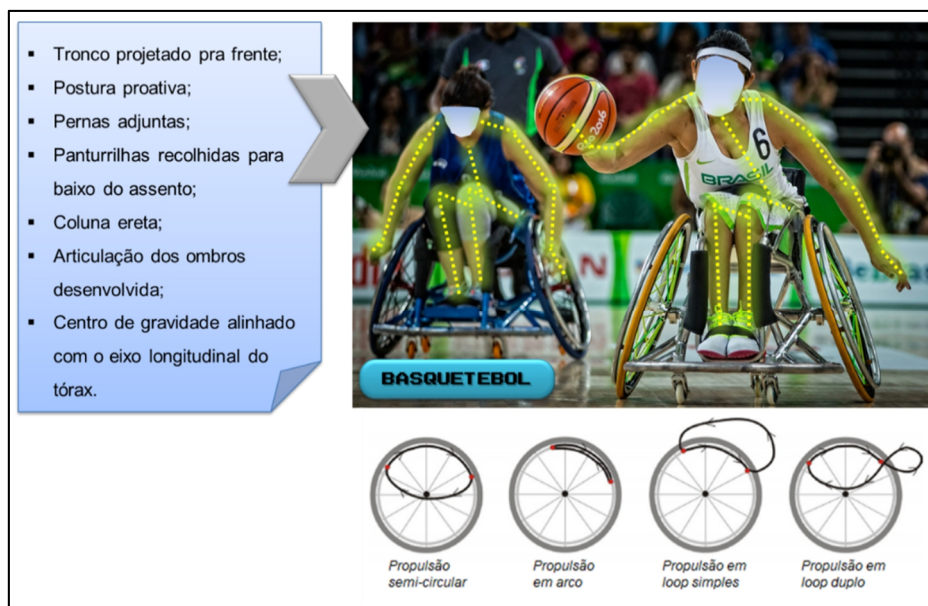 ▪ Tronco projetado pra frente;
▪ Postura proativa;
▪ Pernas adjuntas;
▪ Panturrilhas recolhidas para
baixo do assento;
▪ Coluna ereta;
▪ Articulação dos ombros
desenvolvida;
▪ Centro de gravidade alinhado
com o eixo longitudinal do
tórax.
Rio2016
6
BRASIL
BASQUETEBOL
Propulsão
semi-circular
Propulsão
em arco
Propulsão em
loop simples
Propulsão em
loop duplo